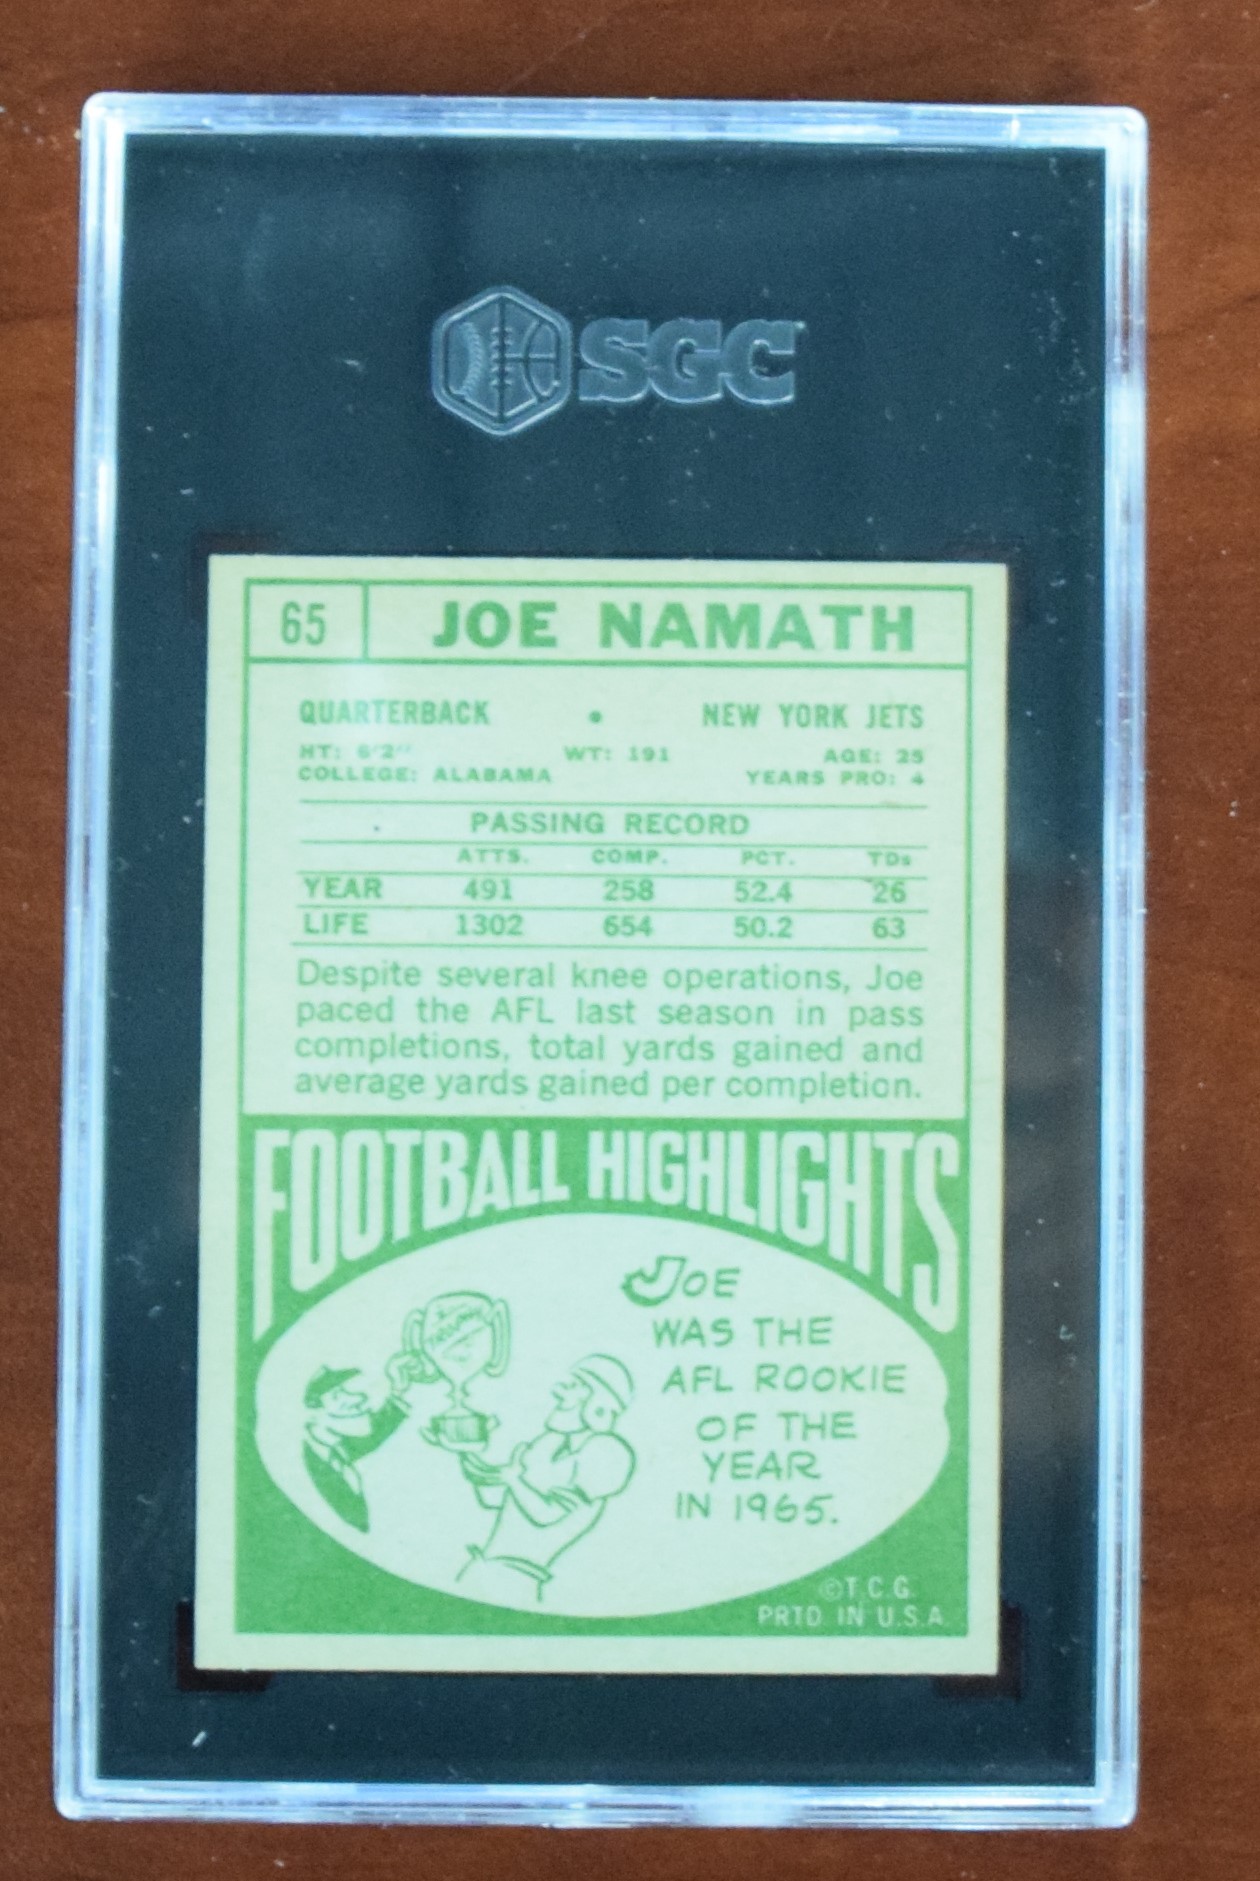 SGC
65 JOE NAMATH
QUARTERBACK • NEW YORK JETS
HT: 6'2" WT: 191 AGE: 25
COLLEGE: ALABAMA YEARS PRO: 4
PASSING RECORD
ATTS. COMP. PCT. TDs
YEAR 491 258 52.4 26
LIFE 1302 654 50.2 63
Despite several knee operations, Joe
paced the AFL last season in pass
completions, total yards gained and
average yards gained per completion.
FOOTBALL HIGHLIGHTS
JOE
WAS THE
AFL ROOKIE
OF THE
YEAR
IN 1965.
©T.C.G.
PRTD IN U.S.A.